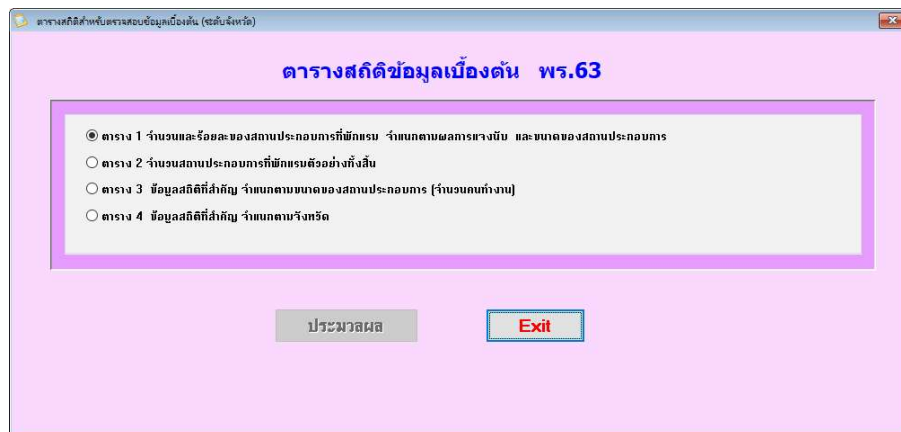 ตารางสถิติสำหรับตรวจสอบข้อมูลเบื้องต้น (ระดับจังหวัด)
ตารางสถิติข้อมูลเบื้องต้น พร.63
ตาราง 1 จำนวนและร้อยละของสถานประกอบการที่พักแรม จำแนกตามผลการแจงนับ และขนาดของสถานประกอบการ
ตาราง 2 จำนวนสถานประกอบการที่พักแรมตัวอย่างทั้งสิ้น
ตาราง 3 ข้อมูลสถิติที่สำคัญ จำแนกตามขนาดของสถานประกอบการ (จำนวนคนทำงาน)
ตาราง 4 ข้อมูลสถิติที่สำคัญ จำแนกตามจังหวัด
ประมวลผล Exit